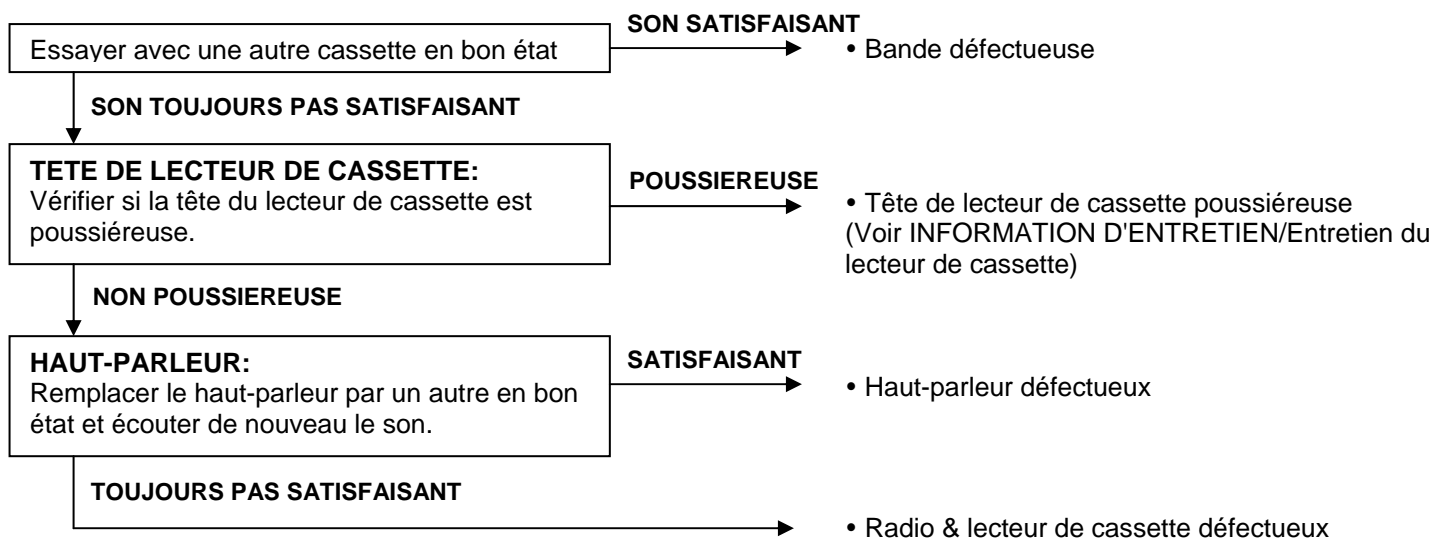 SON SATISFAISANT
Essayer avec une autre cassette en bon état
• Bande défectueuse
SON TOUJOURS PAS SATISFAISANT
TETE DE LECTEUR DE CASSETTE:
Vérifier si la tête du lecteur de cassette est
poussiéreuse.
POUSSIEREUSE
• Tête de lecteur de cassette poussiéreuse
(Voir INFORMATION D'ENTRETIEN/Entretien du
lecteur de cassette)
NON POUSSIEREUSE
HAUT-PARLEUR:
Remplacer le haut-parleur par un autre en bon
état et écouter de nouveau le son.
SATISFAISANT
• Haut-parleur défectueux
TOUJOURS PAS SATISFAISANT
• Radio & lecteur de cassette défectueux